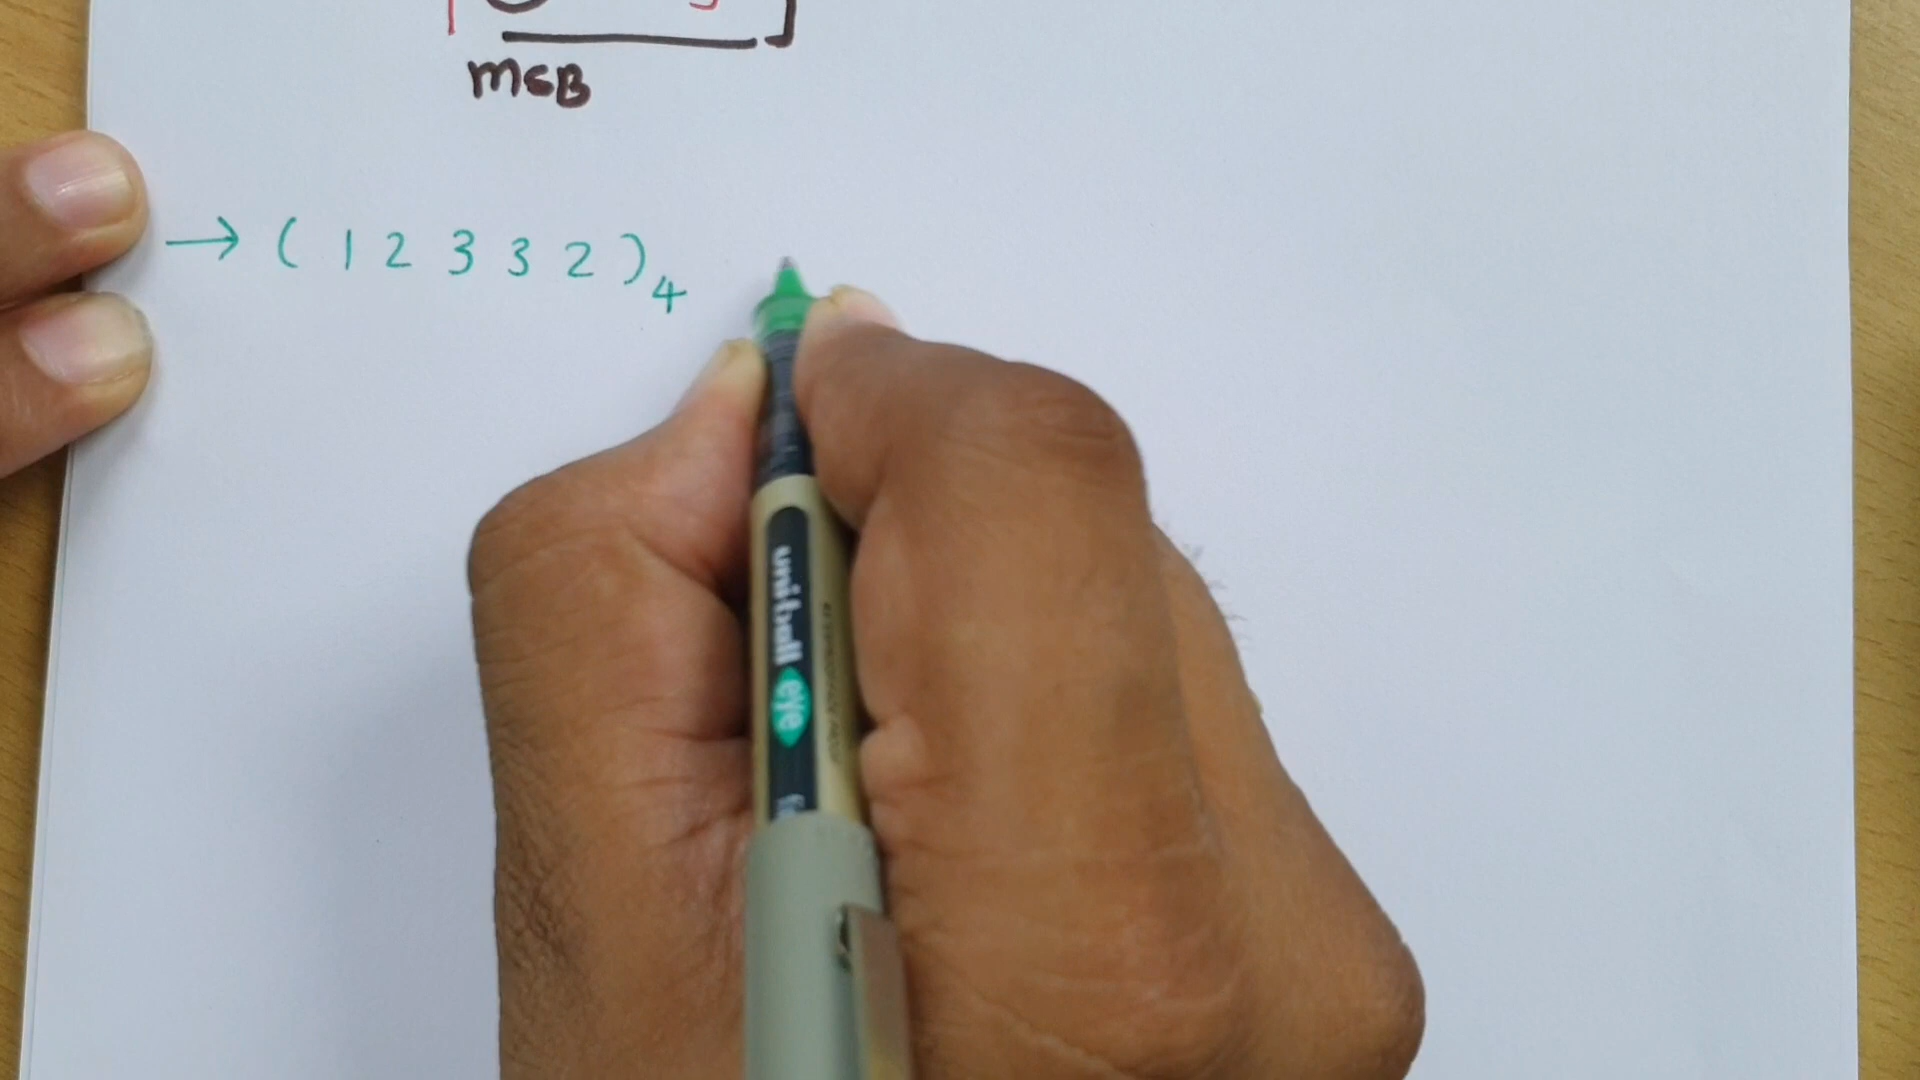 MSB
→ ( 1 2 3 3 2 )₄
uniball eye